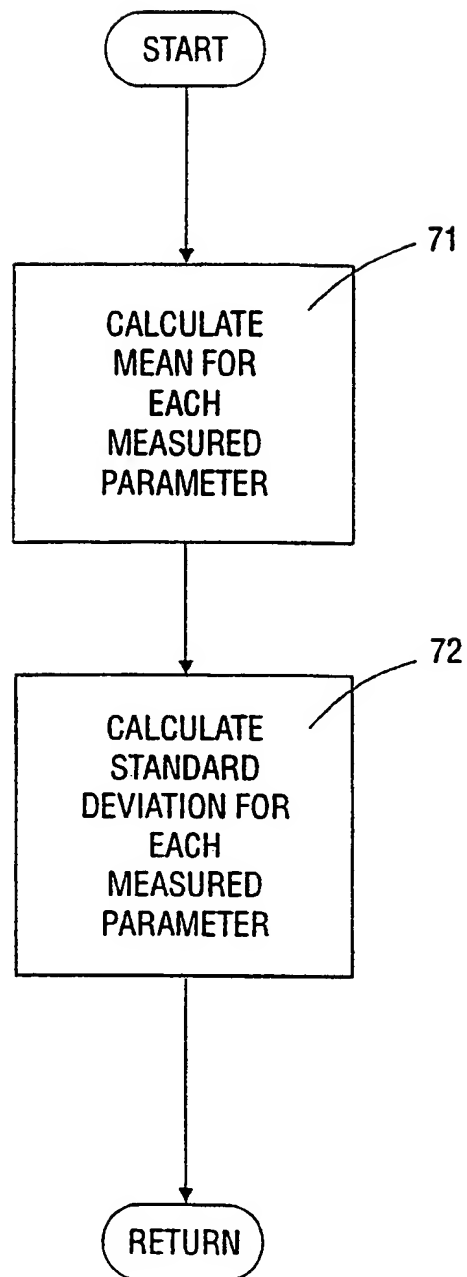 START
71
CALCULATE
MEAN FOR
EACH
MEASURED
PARAMETER
72
CALCULATE
STANDARD
DEVIATION FOR
EACH
MEASURED
PARAMETER
RETURN